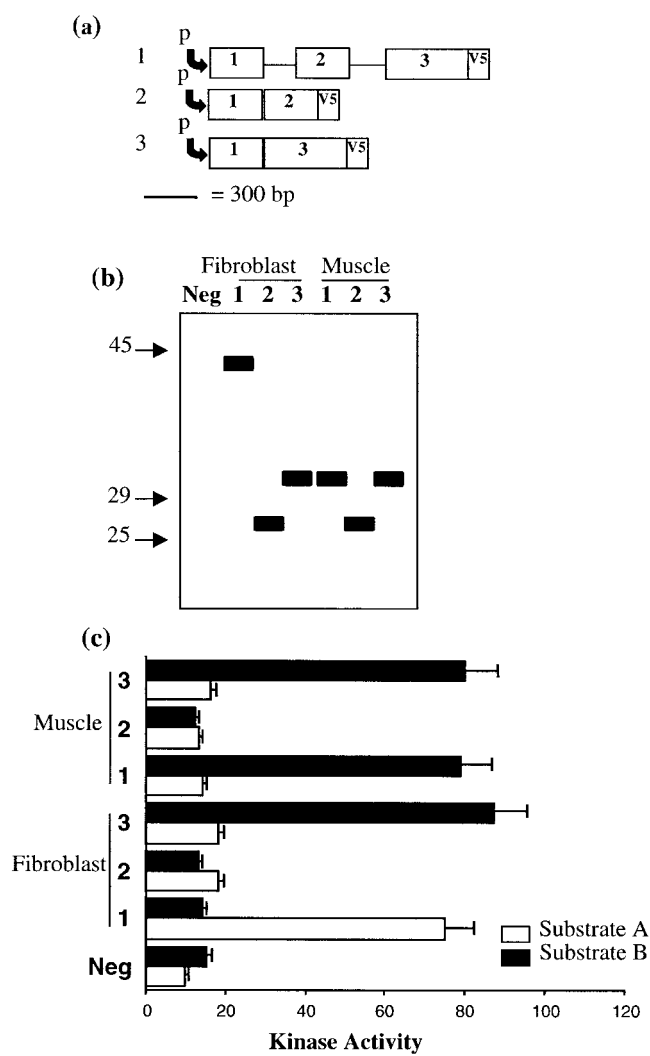 (a)
p
1
1
2
3
V5
p
2
1
2
V5
p
3
1
3
V5
= 300 bp
(b)
Fibroblast Muscle
Neg 1 2 3 1 2 3
45
29
25
(c)
3
Muscle 2
1
3
Fibroblast 2
1
Neg
Substrate A
Substrate B
0 20 40 60 80 100 120
Kinase Activity